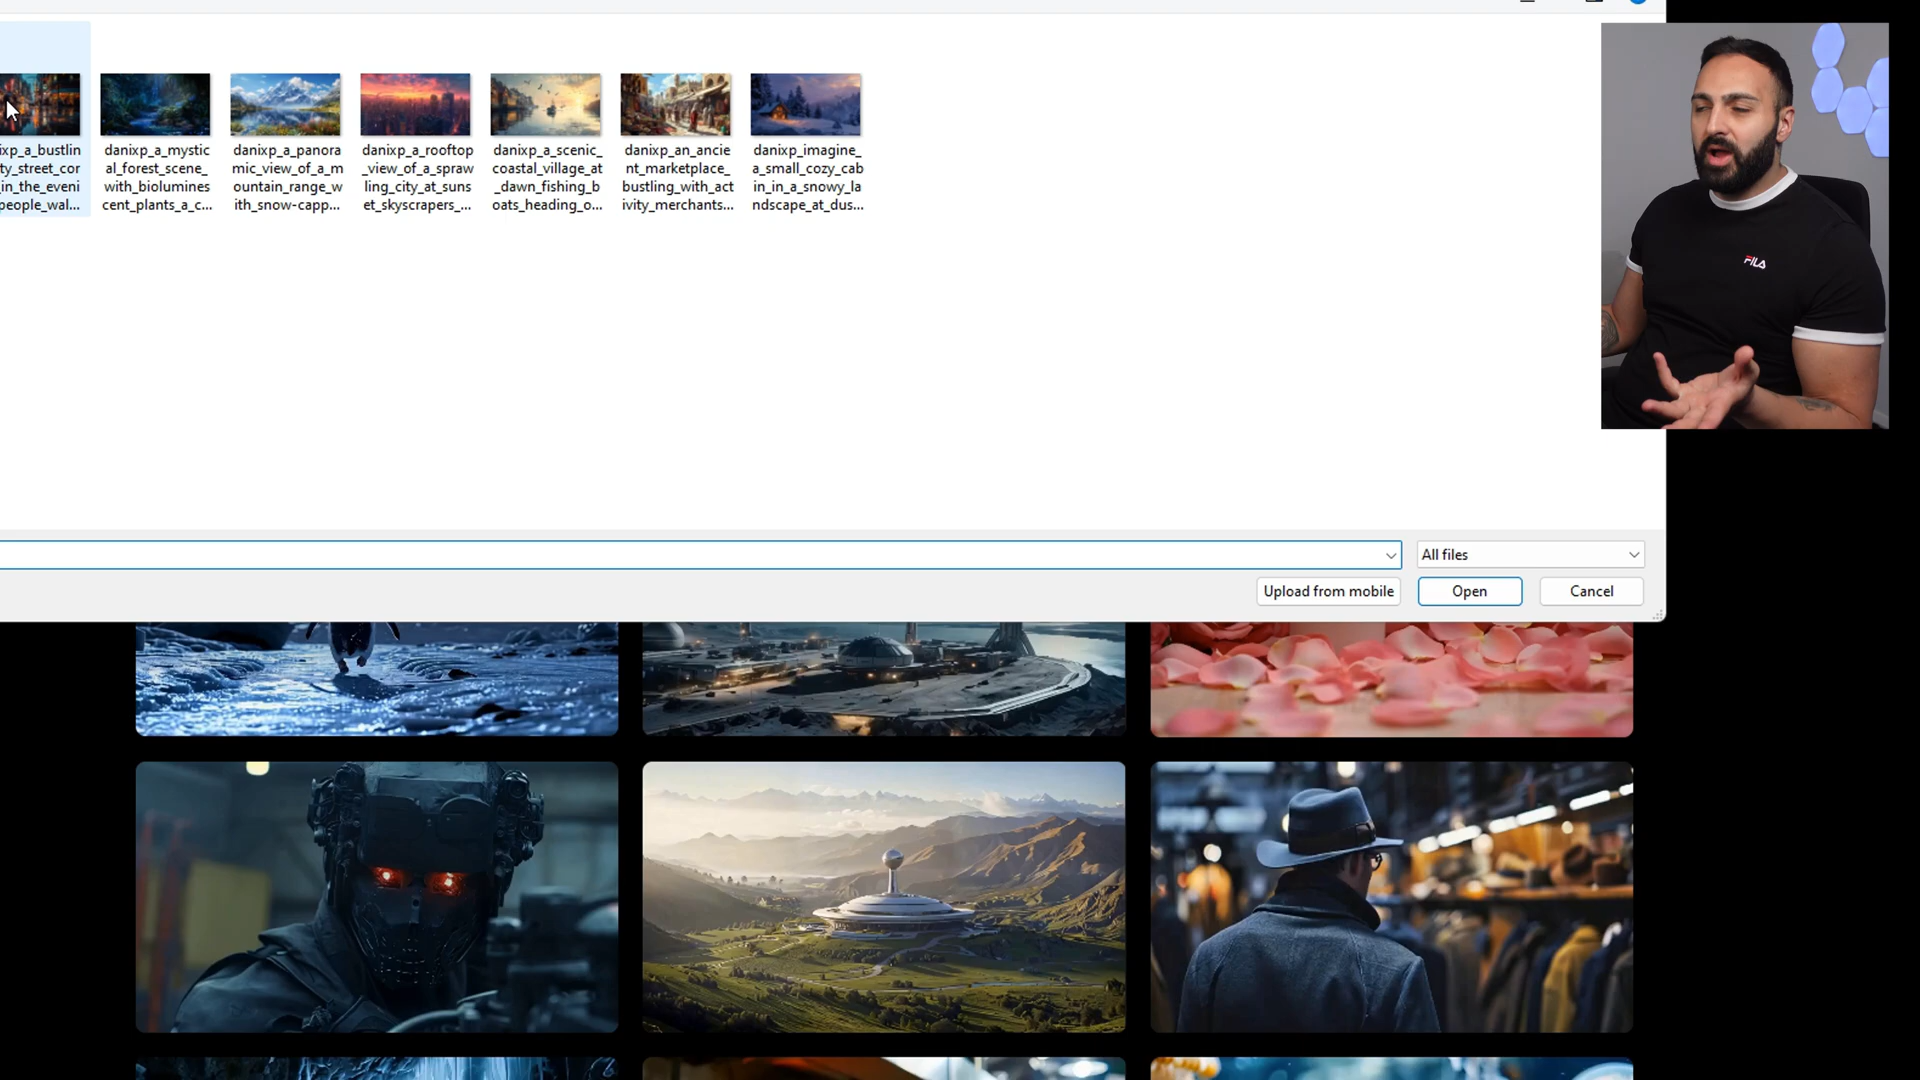 ixp_a_bustlin
ty_street_cor
in_the_eveni
people_wal...
danixp_a_mystic
al_forest_scene_
with_biolumines
cent_plants_a_c...
danixp_a_panora
mic_view_of_a_m
ountain_range_w
ith_snow-capp...
danixp_a_rooftop
_view_of_a_spraw
ling_city_at_suns
et_skyscrapers_...
danixp_a_scenic_
coastal_village_at
_dawn_fishing_b
oats_heading_o...
danixp_an_ancie
nt_marketplace_
bustling_with_act
ivity_merchants...
danixp_imagine_
a_small_cozy_cab
in_in_a_snowy_la
ndscape_at_dus...
FILA
All files
Upload from mobile
Open
Cancel